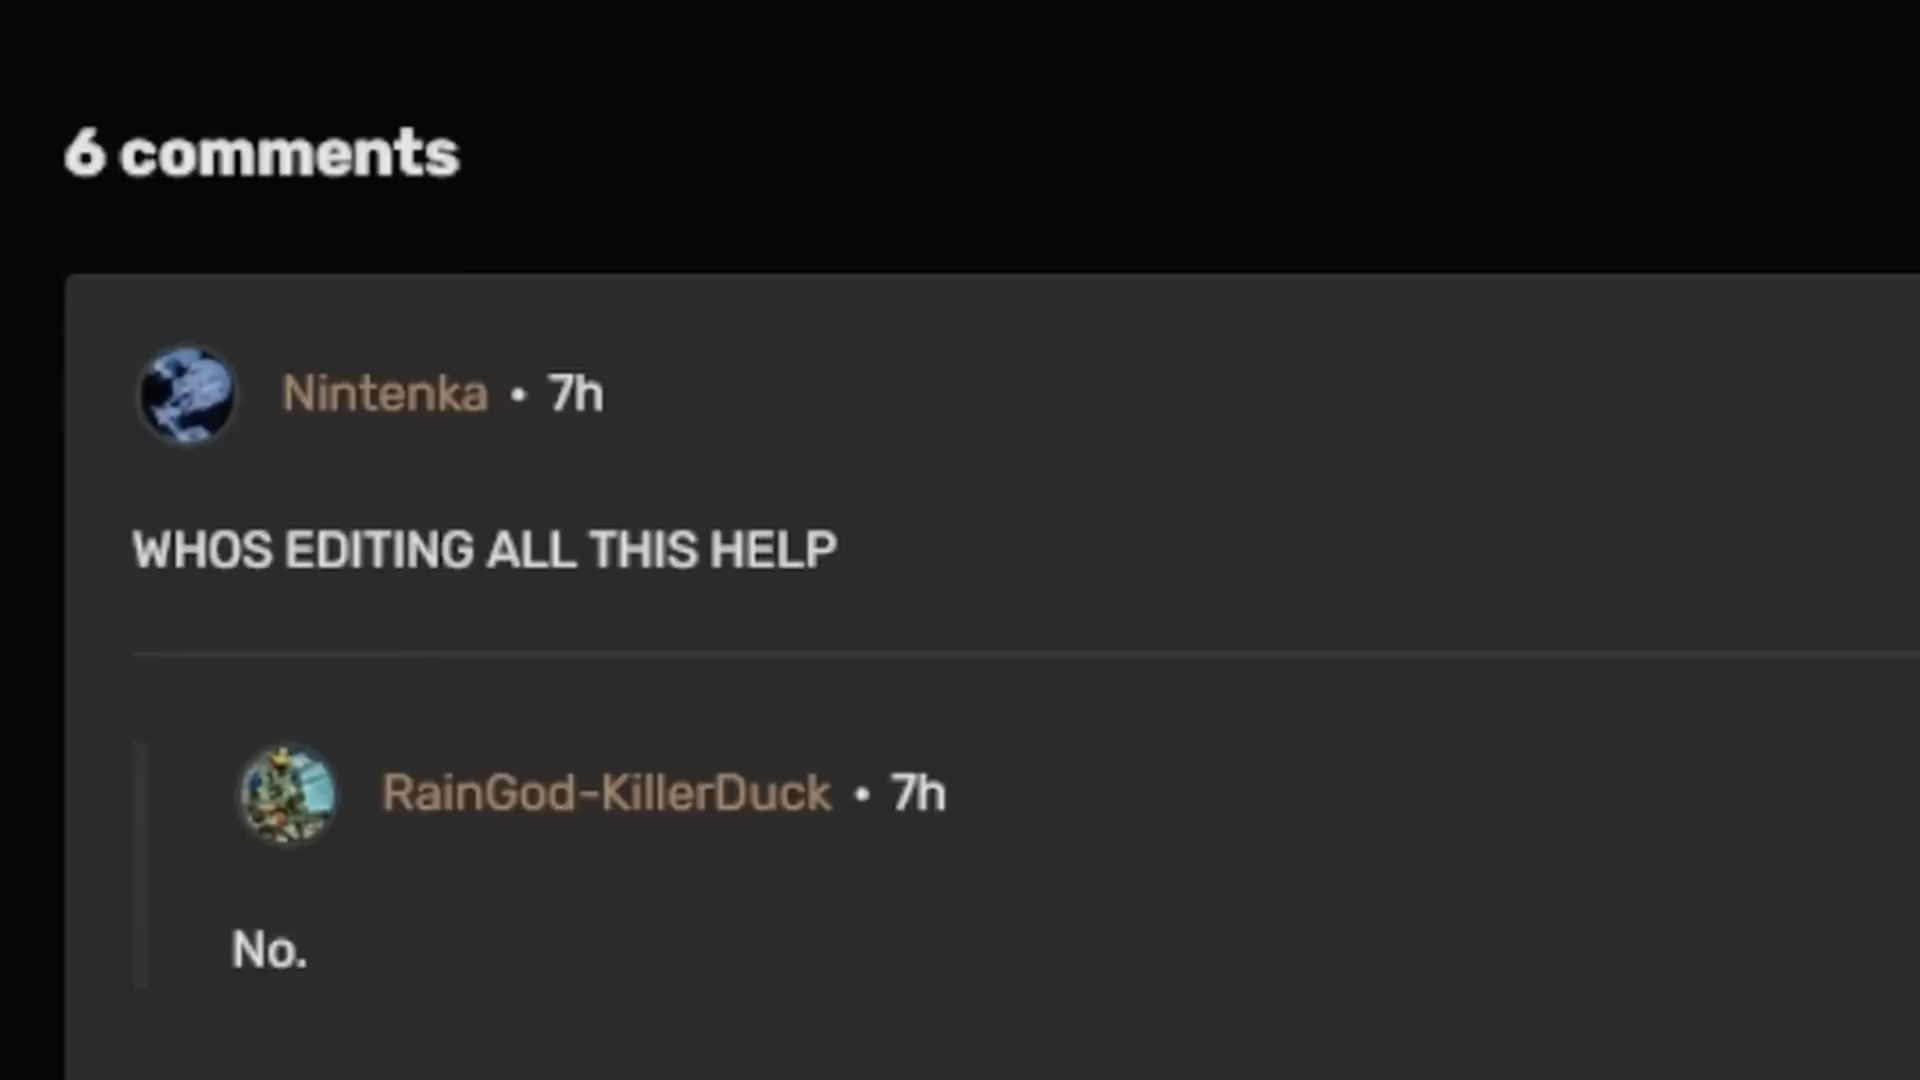 6 comments
Nintenka • 7h
WHOS EDITING ALL THIS HELP
RainGod-KillerDuck • 7h
No.